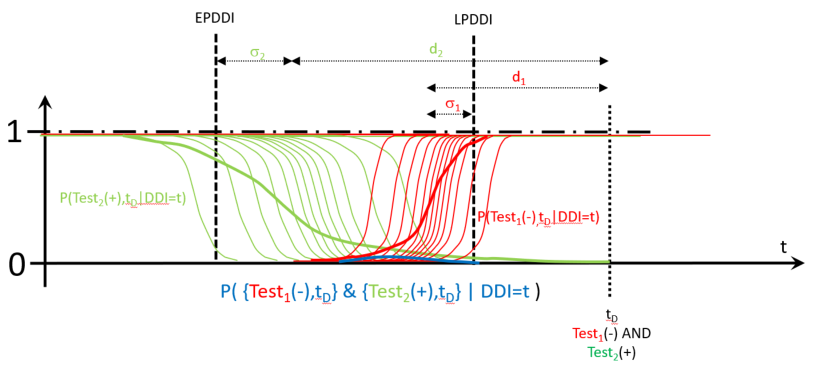 EPDDI
LPDDI
σ2
d2
d1
σ1
1
P(Test2(+),tD|DDI=t)
P(Test1(-),tD|DDI=t)
t
0
P( {Test1(-),tD} & {Test2(+),tD} | DDI=t )
tD
Test1(-) AND
Test2(+)